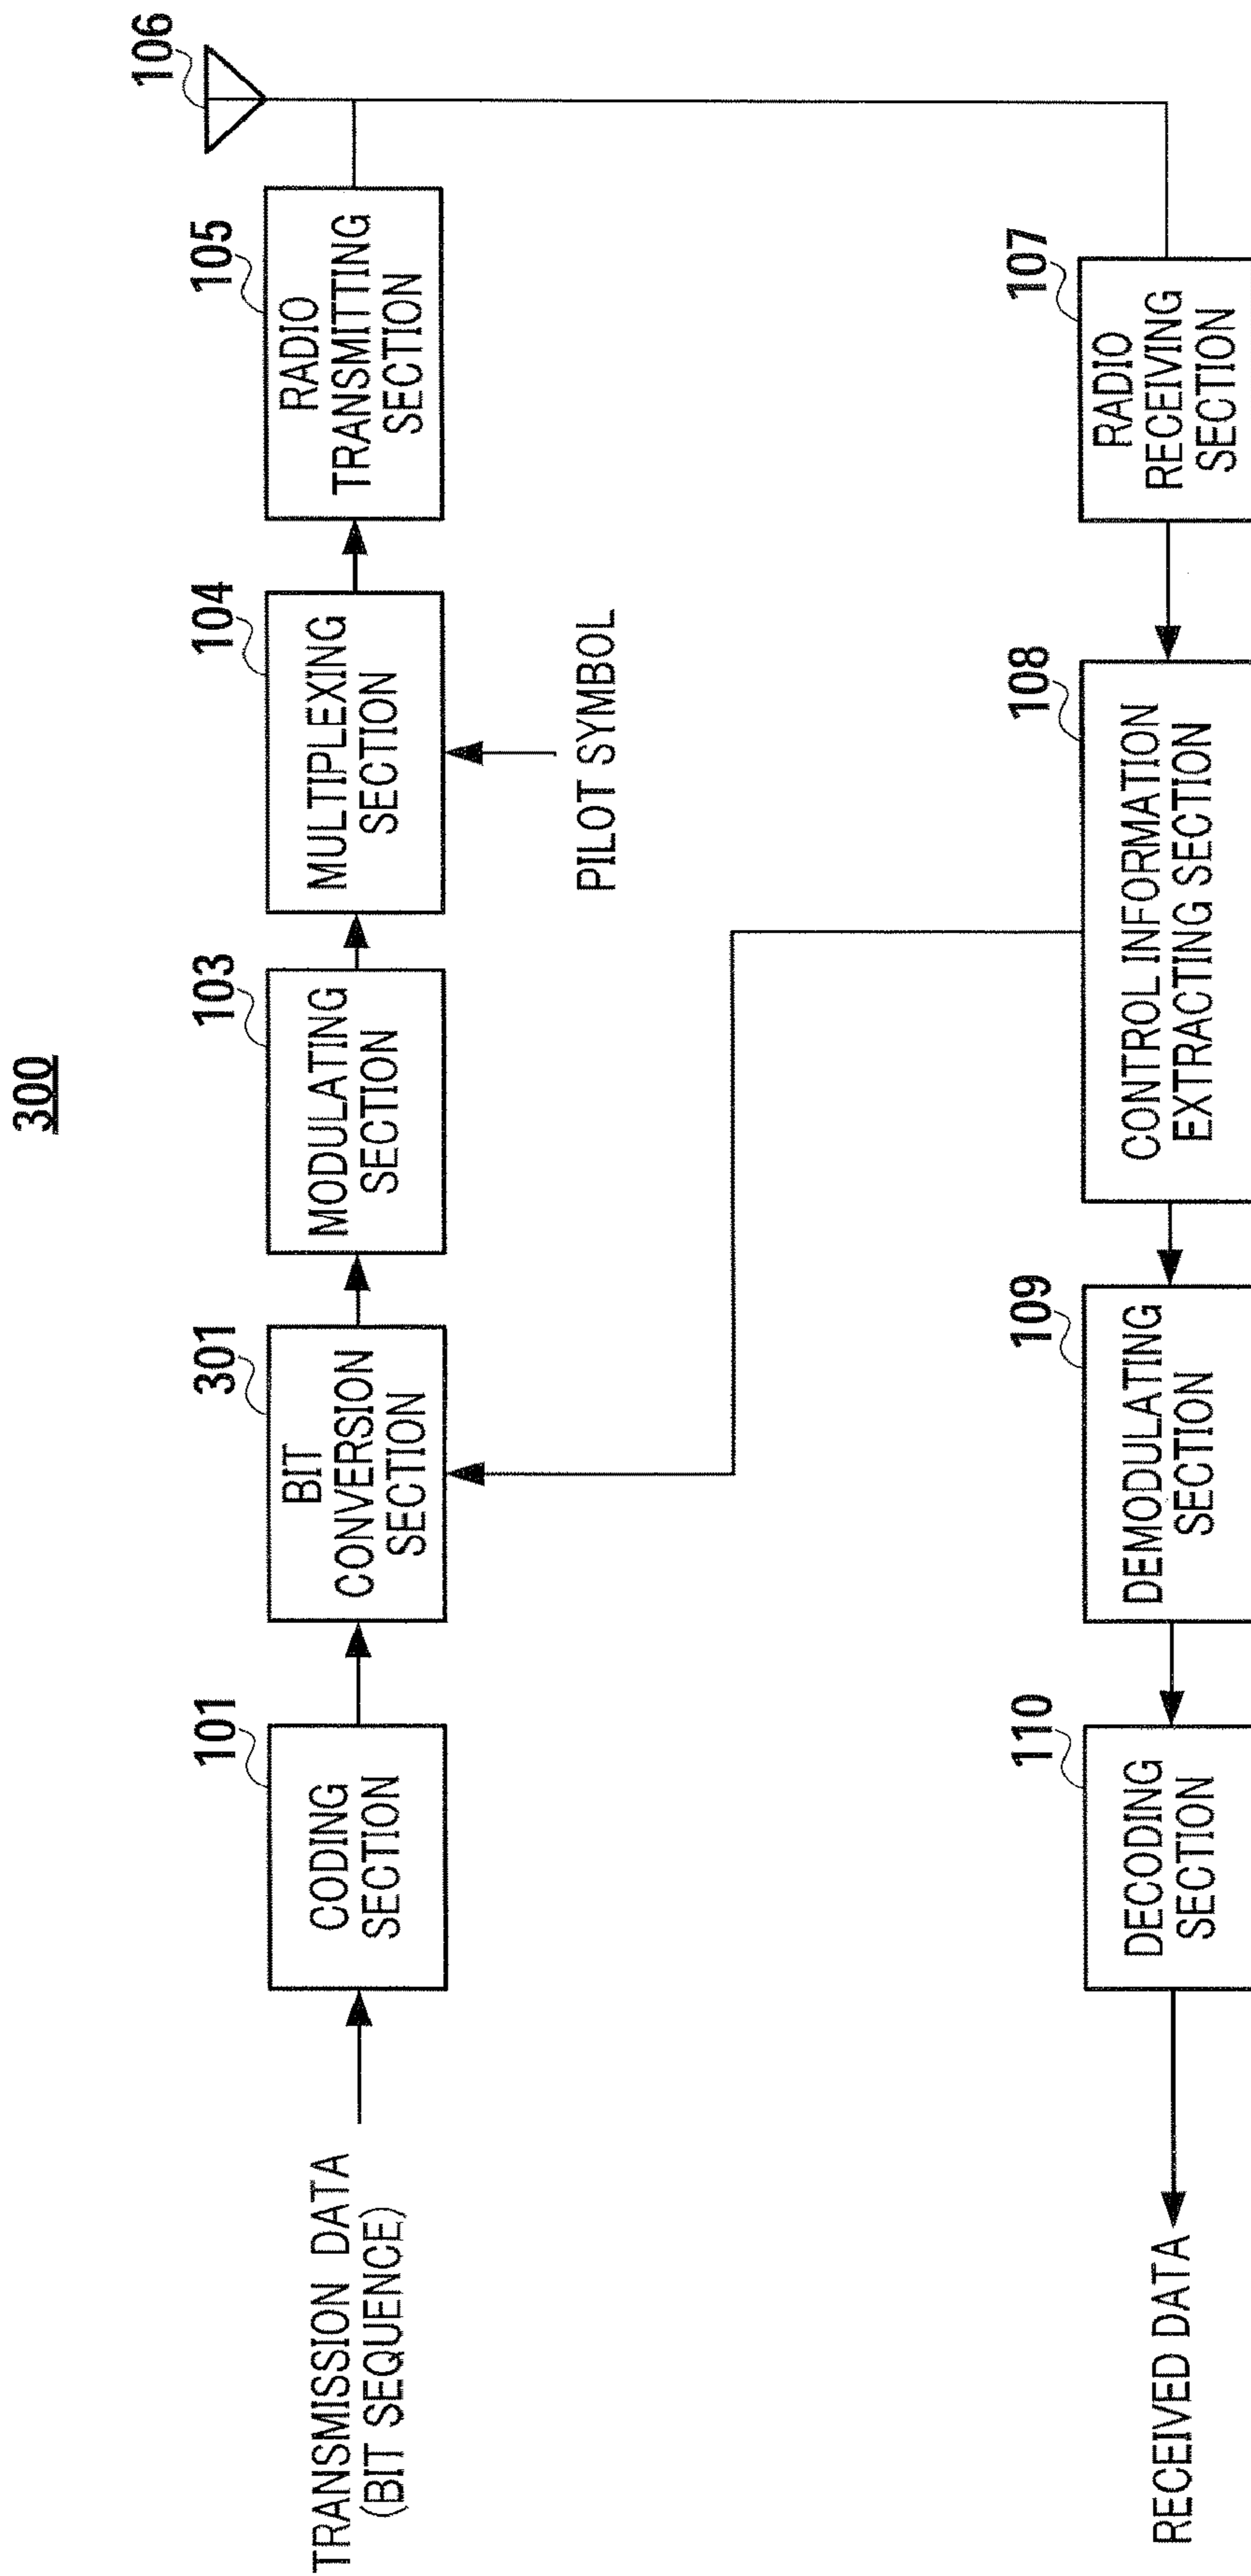 300
TRANSMISSION DATA
(BIT SEQUENCE)
101
CODING
SECTION
301
BIT
CONVERSION
SECTION
103
MODULATING
SECTION
104
MULTIPLEXING
SECTION
PILOT SYMBOL
105
RADIO
TRANSMITTING
SECTION
106
RECEIVED DATA
110
DECODING
SECTION
109
DEMODULATING
SECTION
108
CONTROL INFORMATION
EXTRACTING SECTION
107
RADIO
RECEIVING
SECTION